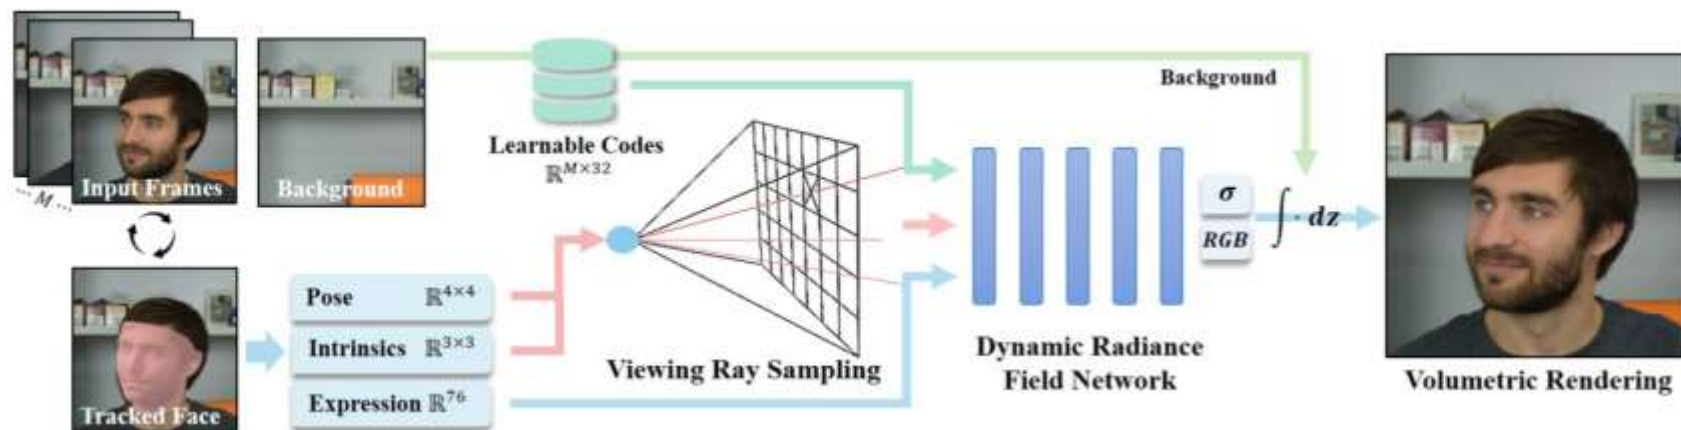 Input Frames
Background
... M ...
Learnable Codes
ℝ^{M×32}
Background
Tracked Face
Pose ℝ^{4×4}
Intrinsics ℝ^{3×3}
Expression ℝ^{76}
Viewing Ray Sampling
Dynamic Radiance
Field Network
σ
RGB
∫· dz
Volumetric Rendering